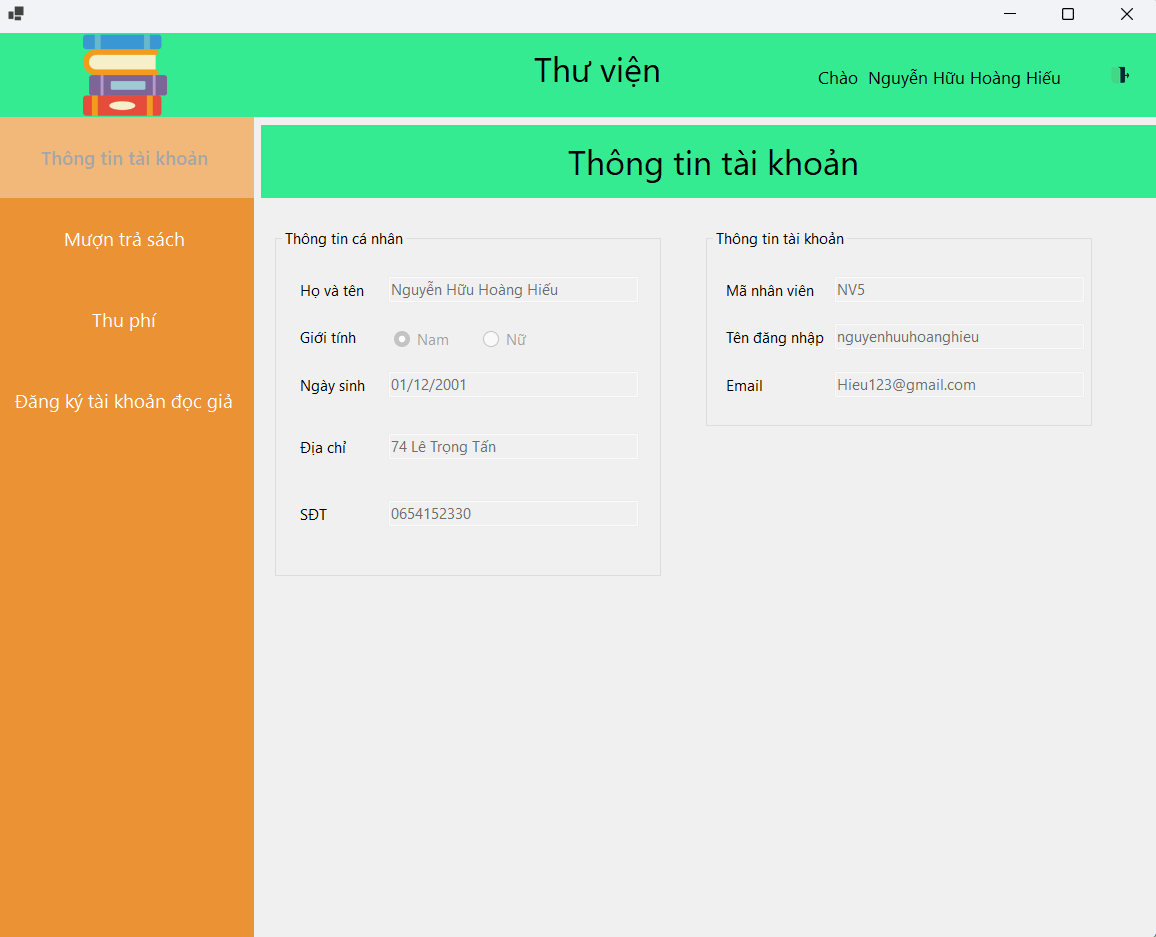 Thư viện
Chào Nguyễn Hữu Hoàng Hiếu
Thông tin tài khoản
Mượn trả sách
Thu phí
Đăng ký tài khoản đọc giả
Thông tin tài khoản
Thông tin cá nhân
Họ và tên Nguyễn Hữu Hoàng Hiếu
Giới tính Nam Nữ
Ngày sinh 01/12/2001
Địa chỉ 74 Lê Trọng Tấn
SĐT 0654152330
Thông tin tài khoản
Mã nhân viên NV5
Tên đăng nhập nguyenhuuhoanghieu
Email Hieu123@gmail.com